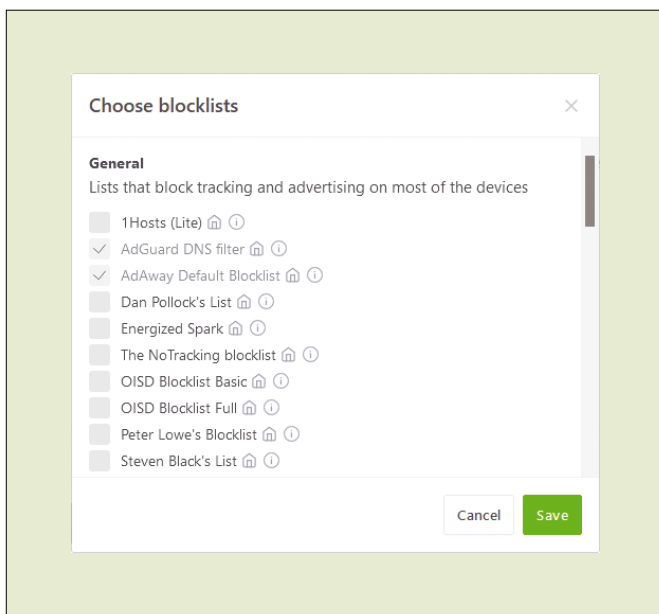 Choose blocklists
General
Lists that block tracking and advertising on most of the devices
1Hosts (Lite)
AdGuard DNS filter
AdAway Default Blocklist
Dan Pollock's List
Energized Spark
The NoTracking blocklist
OISD Blocklist Basic
OISD Blocklist Full
Peter Lowe's Blocklist
Steven Black's List
Cancel Save